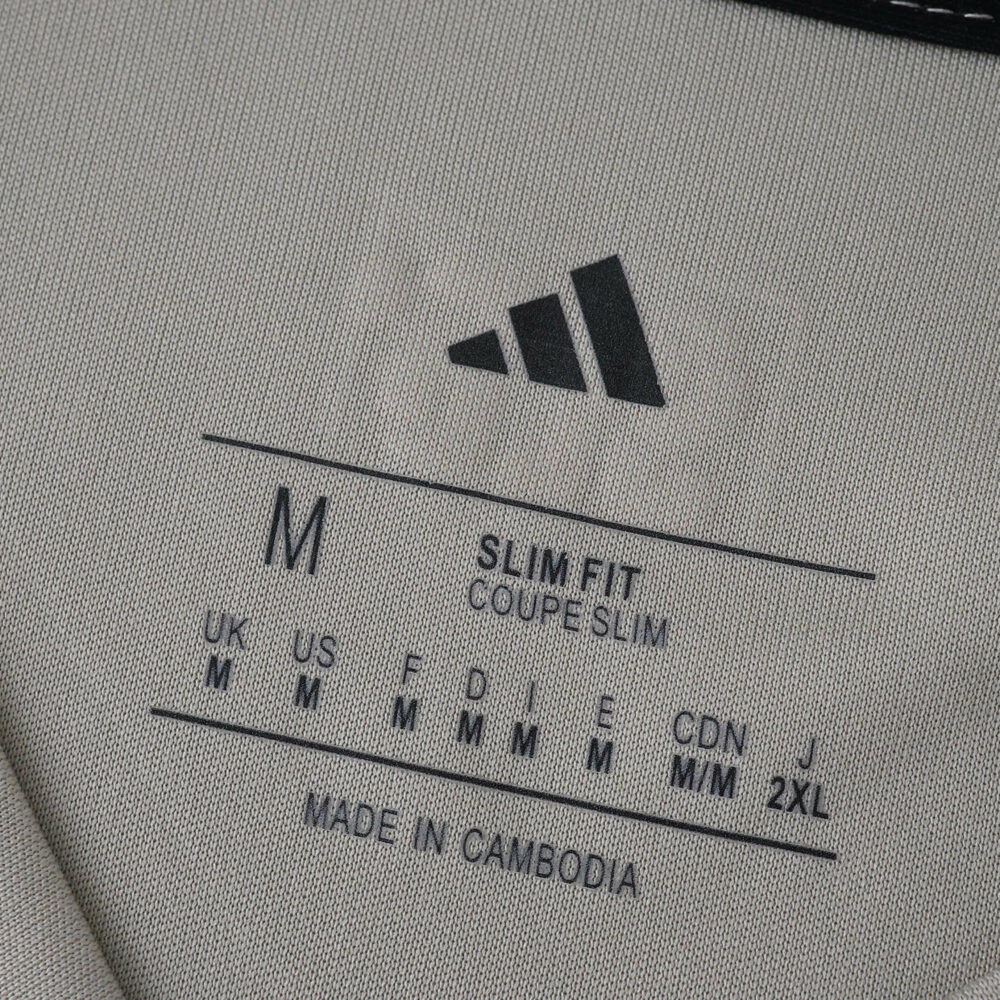 M
SLIM FIT
COUPE SLIM
UK US F D I E CDN J
M M M M M M M/M 2XL
MADE IN CAMBODIA